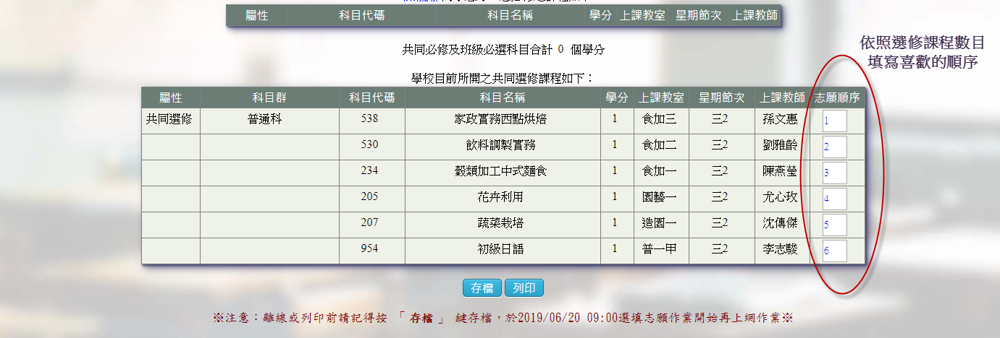 屬性 科目代碼 科目名稱 學分 上課教室 星期節次 上課教師
共同必修及班級必選科目合計 0 個學分
依照選修課程數目
填寫喜歡的順序
學校目前所開之共同選修課程如下：
屬性 科目群 科目代碼 科目名稱 學分 上課教室 星期節次 上課教師 志願順序
共同選修 普通科 538 家政實務西點烘焙 1 食加三 三2 孫文惠 1
530 飲料調製實務 1 食加二 三2 劉雅齡 2
234 穀類加工中式麵食 1 食加一 三2 陳燕瑩 3
205 花卉利用 1 園藝一 三2 尤心玫 4
207 蔬菜栽培 1 造園一 三2 沈傳傑 5
954 初級日語 1 普一甲 三2 李志駿 6
存檔 列印
※注意：離線或列印前請記得按 「 存檔 」 鍵存檔，於2019/06/20 09:00選填志願作業開始再上網作業※